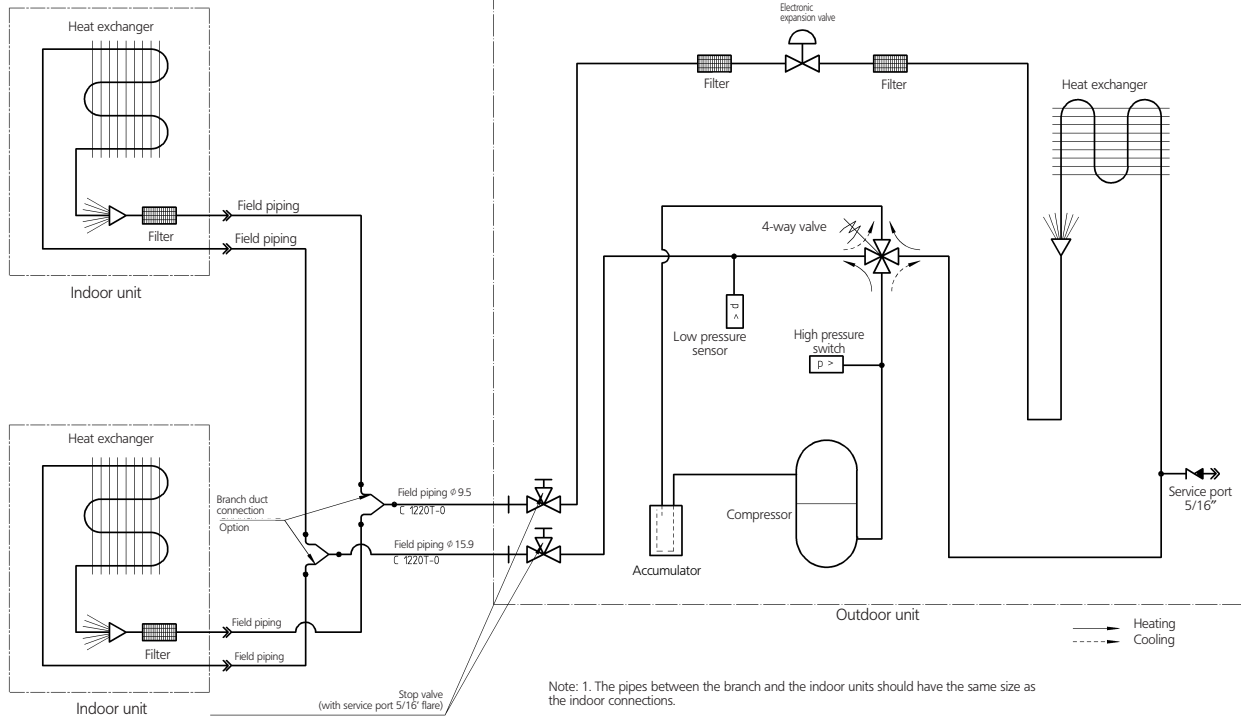 Heat exchanger
Filter
Field piping
Field piping
Indoor unit
Heat exchanger
Branch duct
connection
Option
Filter
Field piping
Field piping
Indoor unit
Stop valve
(with service port 5/16' flare)
Field piping φ 9.5
C 1220T-0
Field piping φ 15.9
C 1220T-0
Electronic
expansion valve
Filter
Filter
Heat exchanger
4-way valve
Low pressure
sensor
p <
High pressure
switch
p >
Compressor
Accumulator
Service port
5/16"
Outdoor unit
Heating
Cooling
Note: 1. The pipes between the branch and the indoor units should have the same size as
the indoor connections.